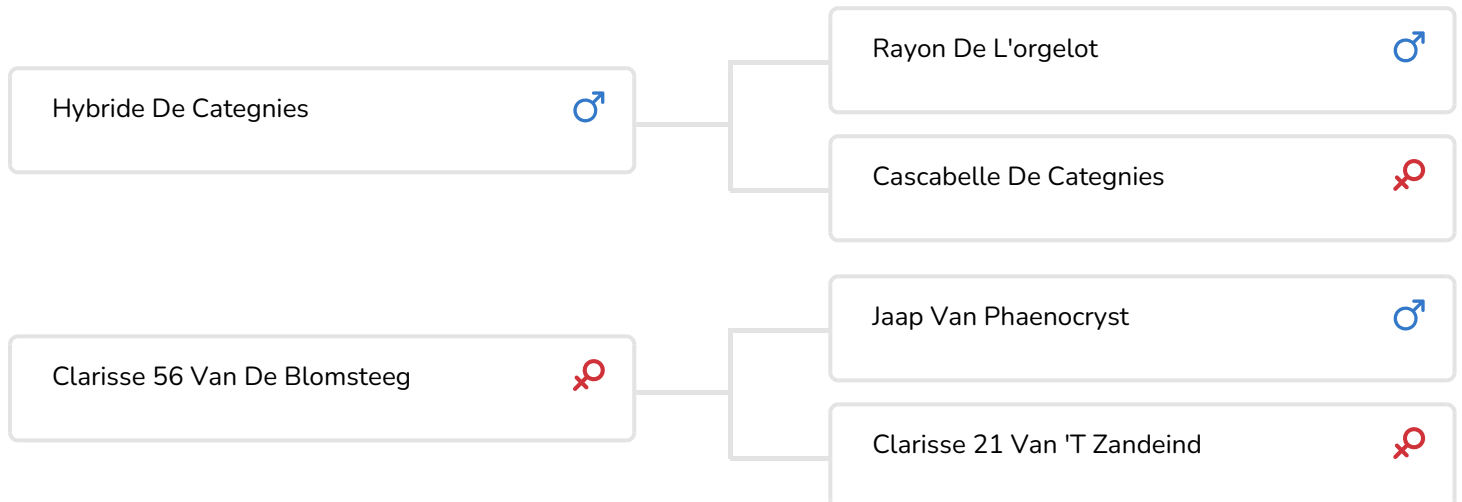 Rayon De L'orgelot
Hybride De Categnies
Cascabelle De Categnies
Jaap Van Phaenocryst
Clarisse 56 Van De Blomsteeg
Clarisse 21 Van 'T Zandeind